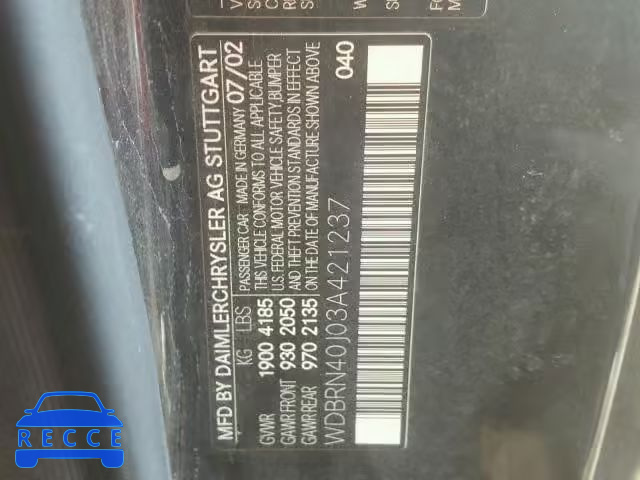 MFD BY DAIMLERCHRYSLER AG STUTTGART
PASSENGER CAR MADE IN GERMANY 07/02
KG LBS THIS VEHICLE CONFORMS TO ALL APPLICABLE
GVWR 1900 4185 U.S. FEDERAL MOTOR VEHICLE SAFETY, BUMPER
GAWR FRONT 930 2050 AND THEFT PREVENTION STANDARDS IN EFFECT
GAWR REAR 970 2135 ON THE DATE OF MANUFACTURE SHOWN ABOVE
WDBRN40J03A421237 040
RECCE